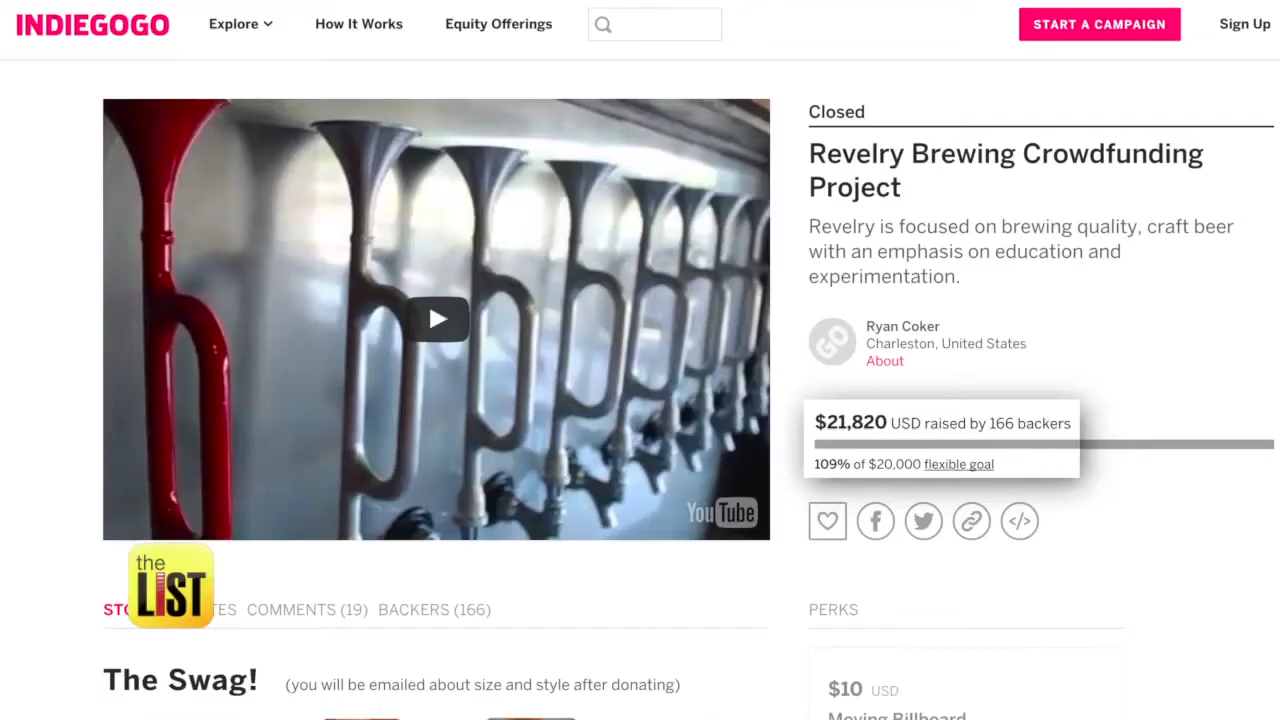 INDIEGOGO
Explore
How It Works
Equity Offerings
START A CAMPAIGN
Sign Up
Closed
Revelry Brewing Crowdfunding
Project
Revelry is focused on brewing quality, craft beer
with an emphasis on education and
experimentation.
GO
Ryan Coker
Charleston, United States
About
$21,820 USD raised by 166 backers
109% of $20,000 flexible goal
</>
YouTube
the
LIST
COMMENTS (19)
BACKERS (166)
PERKS
The Swag! (you will be emailed about size and style after donating)
$10 USD
Moving Billboard